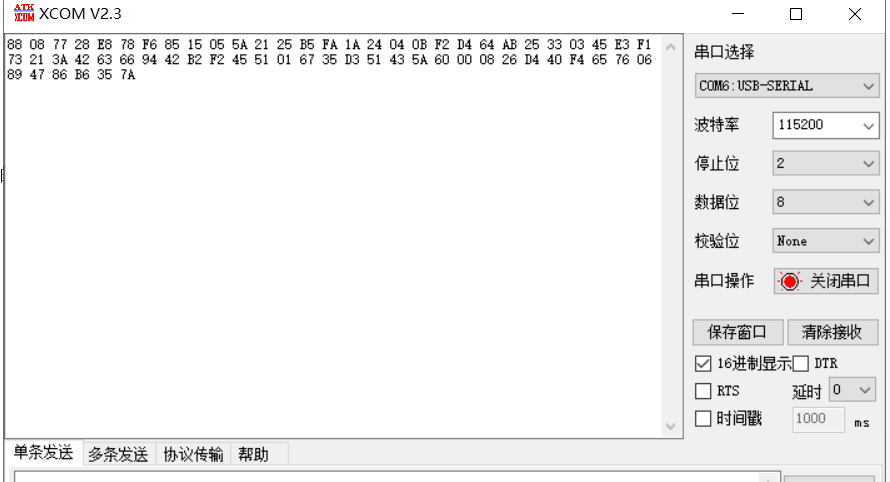 ATK
XCOM
XCOM V2.3
88 08 77 28 E8 78 F6 85 15 05 5A 21 25 B5 FA 1A 24 04 0B F2 D4 64 AB 25 33 03 45 E3 F1
73 21 3A 42 63 66 94 42 B2 F2 45 51 01 67 35 D3 51 43 5A 60 00 08 26 D4 40 F4 65 76 06
89 47 86 B6 35 7A
串口选择
COM6:USB-SERIAL
波特率 115200
停止位 2
数据位 8
校验位 None
串口操作 关闭串口
保存窗口 清除接收
16进制显示 DTR
RTS 延时 0
时间戳 1000 ms
单条发送 多条发送 协议传输 帮助